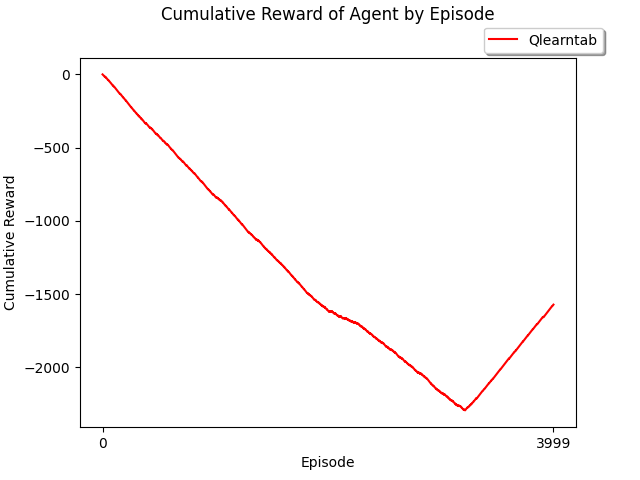 Cumulative Reward of Agent by Episode
Qlearntab
0
−500
−1000
−1500
−2000
Cumulative Reward
0
3999
Episode